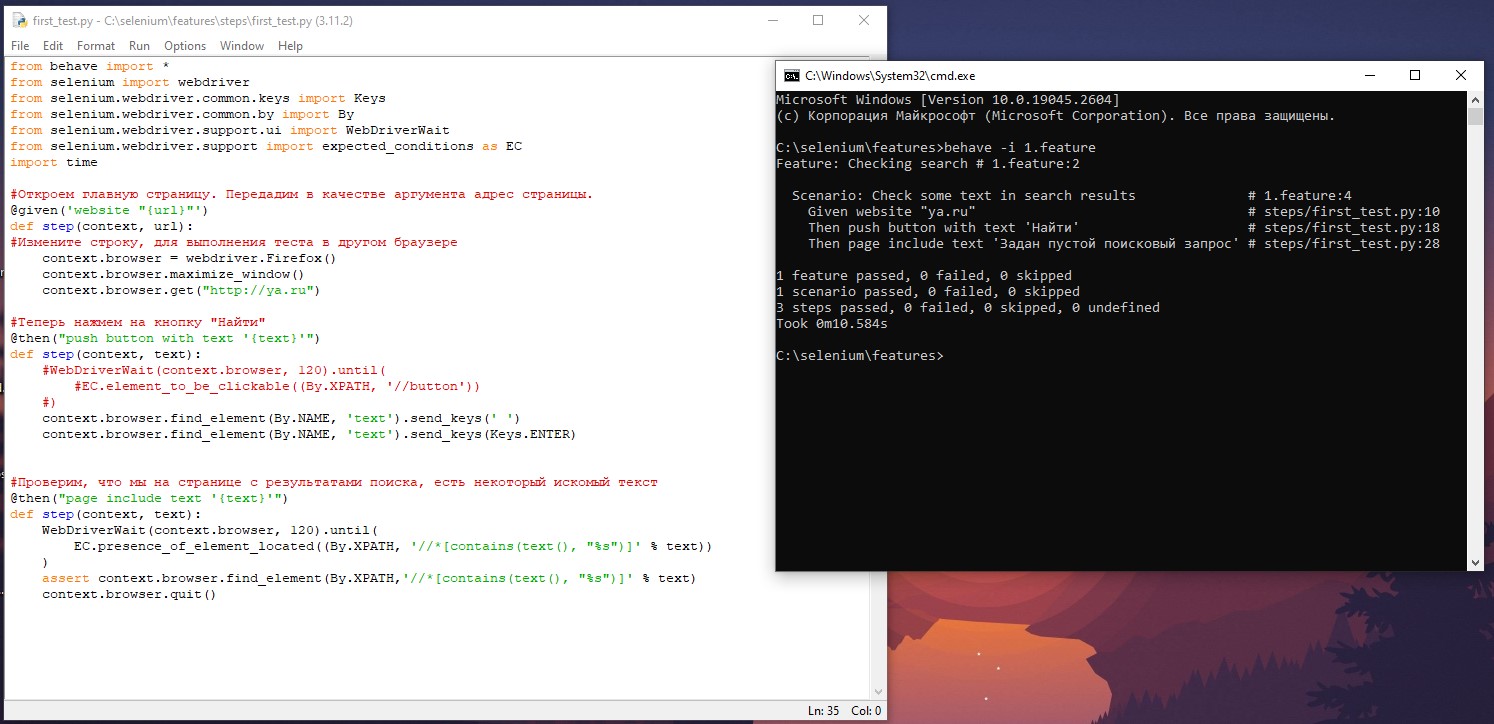 first_test.py - C:\selenium\features\steps\first_test.py (3.11.2)
File Edit Format Run Options Window Help
from behave import *
from selenium import webdriver
from selenium.webdriver.common.keys import Keys
from selenium.webdriver.common.by import By
from selenium.webdriver.support.ui import WebDriverWait
from selenium.webdriver.support import expected_conditions as EC
import time
#Откроем главную страницу. Передадим в качестве аргумента адрес страницы.
@given('website "{url}"')
def step(context, url):
#Измените строку, для выполнения теста в другом браузере
    context.browser = webdriver.Firefox()
    context.browser.maximize_window()
    context.browser.get("http://ya.ru")
#Теперь нажмем на кнопку "Найти"
@then("push button with text '{text}'")
def step(context, text):
    #WebDriverWait(context.browser, 120).until(
        #EC.element_to_be_clickable((By.XPATH, '//button'))
    #)
    context.browser.find_element(By.NAME, 'text').send_keys(' ')
    context.browser.find_element(By.NAME, 'text').send_keys(Keys.ENTER)
#Проверим, что мы на странице с результатами поиска, есть некоторый искомый текст
@then("page include text '{text}'")
def step(context, text):
    WebDriverWait(context.browser, 120).until(
        EC.presence_of_element_located((By.XPATH, '//*[contains(text(), "%s")]' % text))
    )
    assert context.browser.find_element(By.XPATH,'//*[contains(text(), "%s")]' % text)
    context.browser.quit()
Ln: 35 Col: 0
C:\Windows\System32\cmd.exe
Microsoft Windows [Version 10.0.19045.2604]
(c) Корпорация Майкрософт (Microsoft Corporation). Все права защищены.
C:\selenium\features>behave -i 1.feature
Feature: Checking search # 1.feature:2
  Scenario: Check some text in search results              # 1.feature:4
    Given website "ya.ru"                                  # steps/first_test.py:10
    Then push button with text 'Найти'                     # steps/first_test.py:18
    Then page include text 'Задан пустой поисковый запрос' # steps/first_test.py:28
1 feature passed, 0 failed, 0 skipped
1 scenario passed, 0 failed, 0 skipped
3 steps passed, 0 failed, 0 skipped, 0 undefined
Took 0m10.584s
C:\selenium\features>